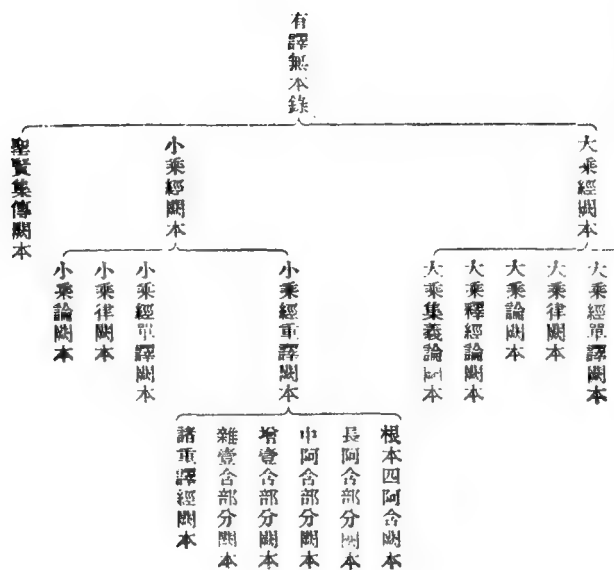 有譯無本錄
大乘經闕本
小乘經闕本
聖賢集傳闕本
大乘經單譯闕本
大乘律闕本
大乘論闕本
大乘釋經論闕本
大乘集義論闕本
小乘經重譯闕本
小乘經單譯闕本
小乘律闕本
小乘論闕本
根本四阿含闕本
長阿含部分闕本
中阿含部分闕本
增壹含部分闕本
雜壹含部分闕本
諸重譯經闕本